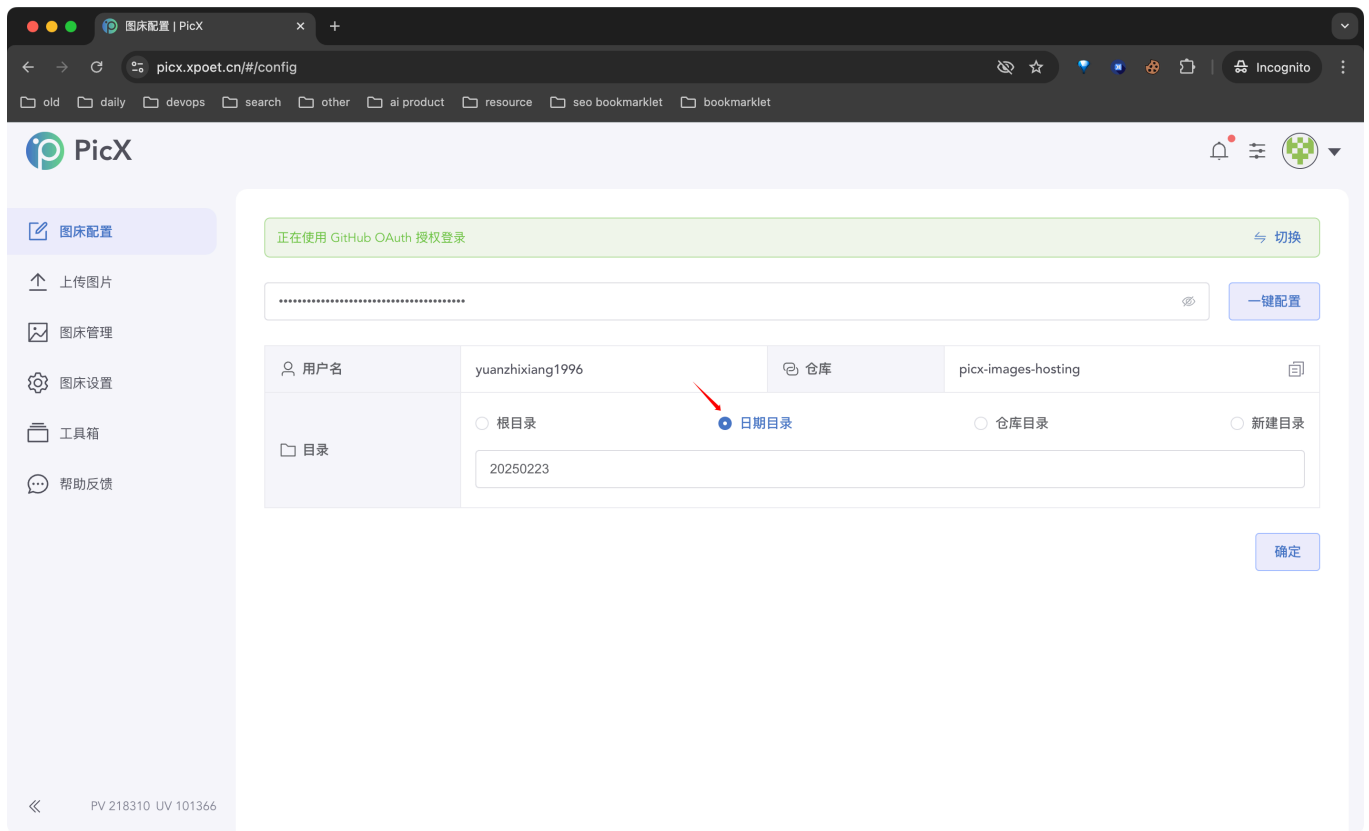 图床配置 | PicX
picx.xpoet.cn/#/config
Incognito
old daily devops search other ai product resource seo bookmarklet bookmarklet
PicX
图床配置
上传图片
图床管理
图床设置
工具箱
帮助反馈
正在使用 GitHub OAuth 授权登录 切换
•••••••••••••••••••••••••••••••••••••••• 一键配置
用户名 yuanzhixiang1996 仓库 picx-images-hosting
目录
根目录 日期目录 仓库目录 新建目录
20250223
确定
PV 218310 UV 101366